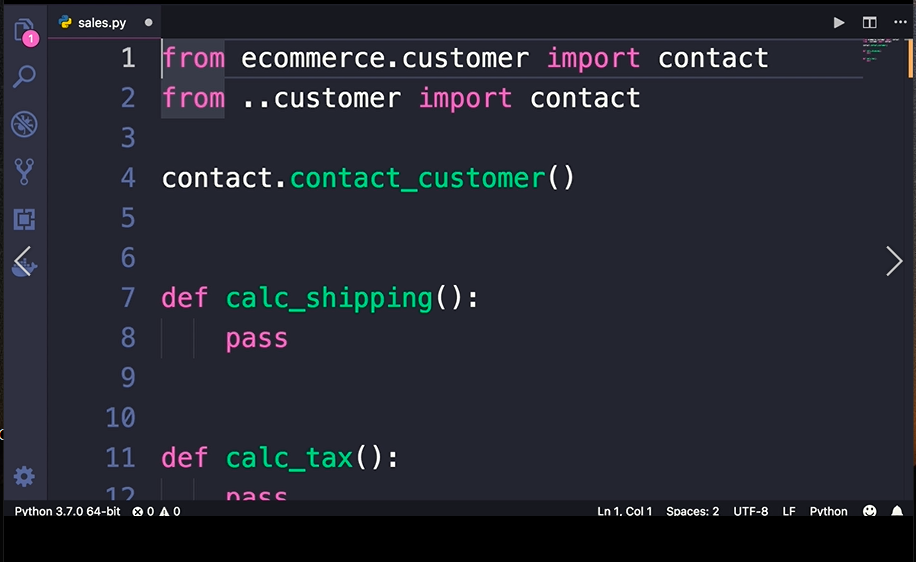 1
sales.py
1 from ecommerce.customer import contact
2 from ..customer import contact
3
4 contact.contact_customer()
5
6
7 def calc_shipping():
8 pass
9
10
11 def calc_tax():
12 pass
Python 3.7.0 64-bit 0 0 Ln 1, Col 1 Spaces: 2 UTF-8 LF Python